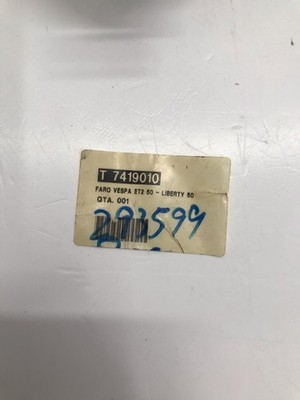 T 7419010
FARO VESPA ET2 50 - LIBERTY 50
QTA. 001
293599